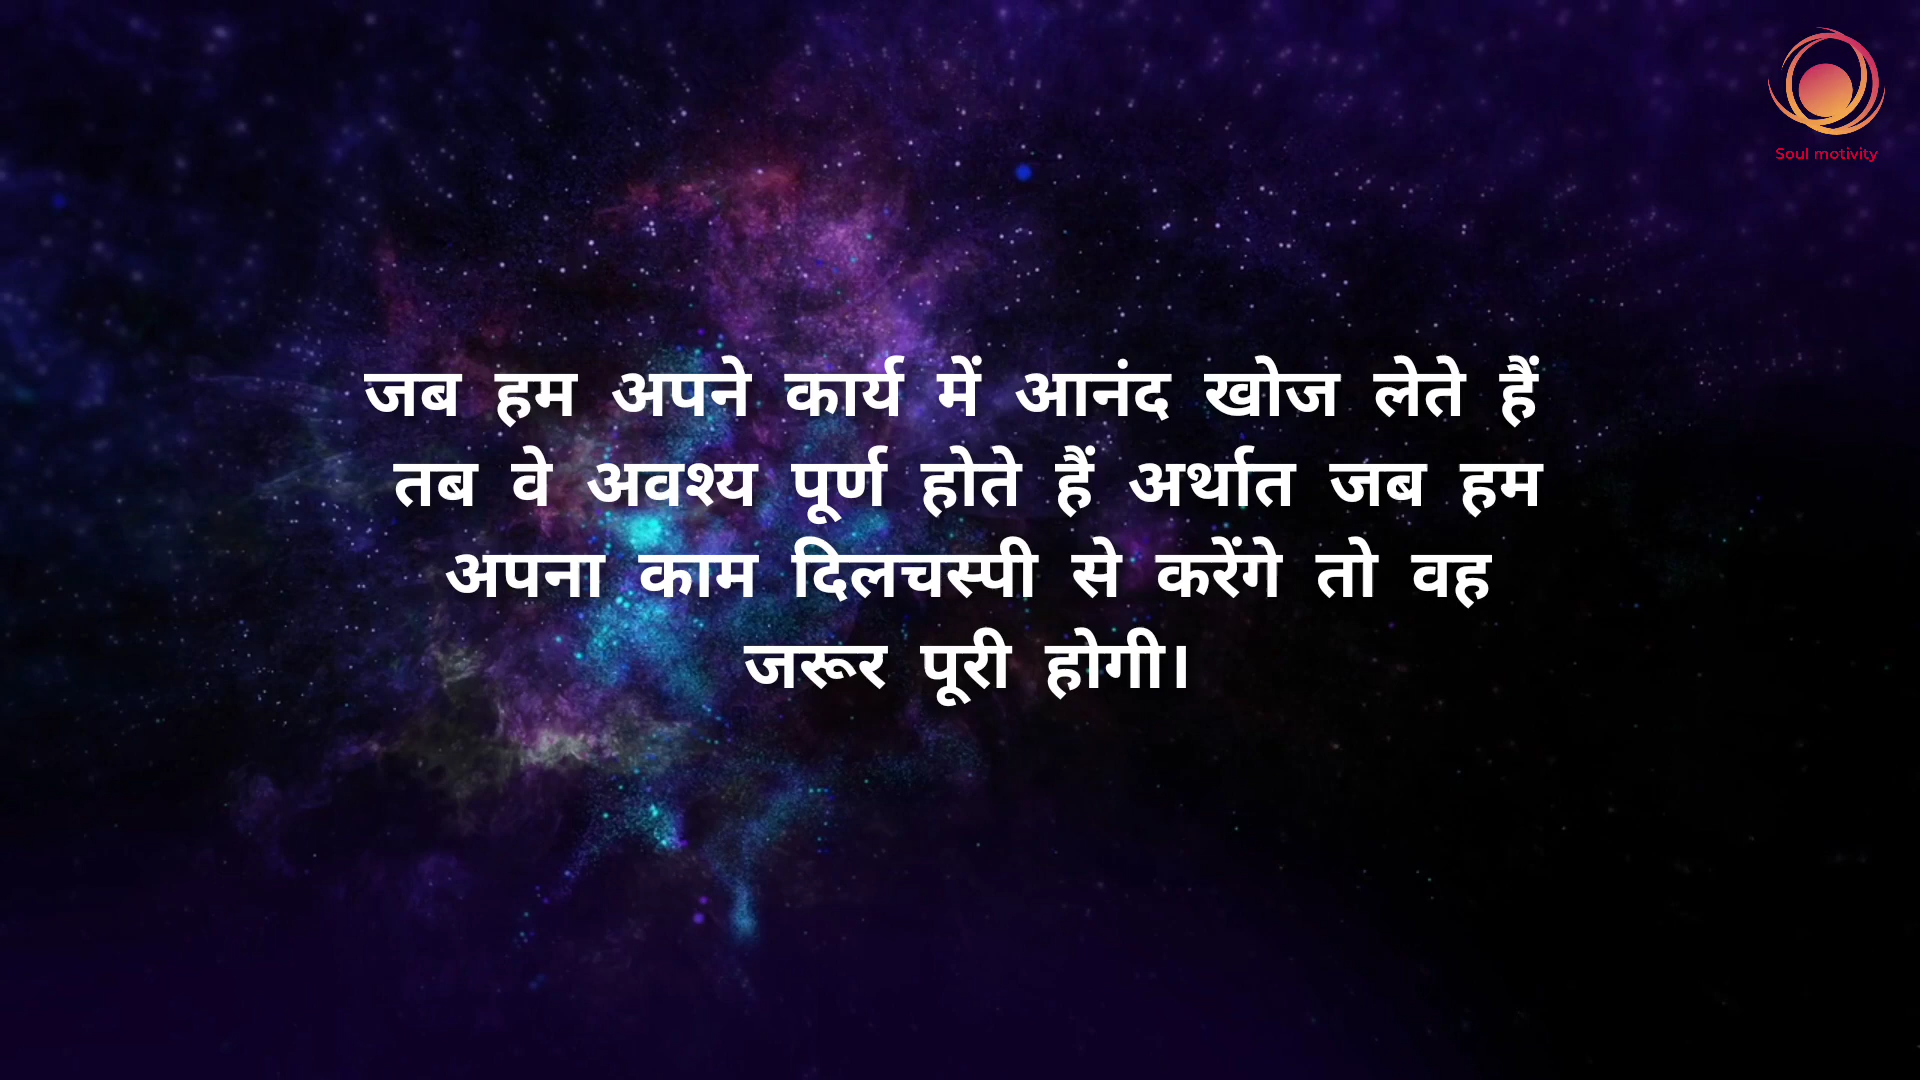 Soul motivity
जब हम अपने कार्य में आनंद खोज लेते हैं
तब वे अवश्य पूर्ण होते हैं अर्थात जब हम
अपना काम दिलचस्पी से करेंगे तो वह
जरूर पूरी होगी।